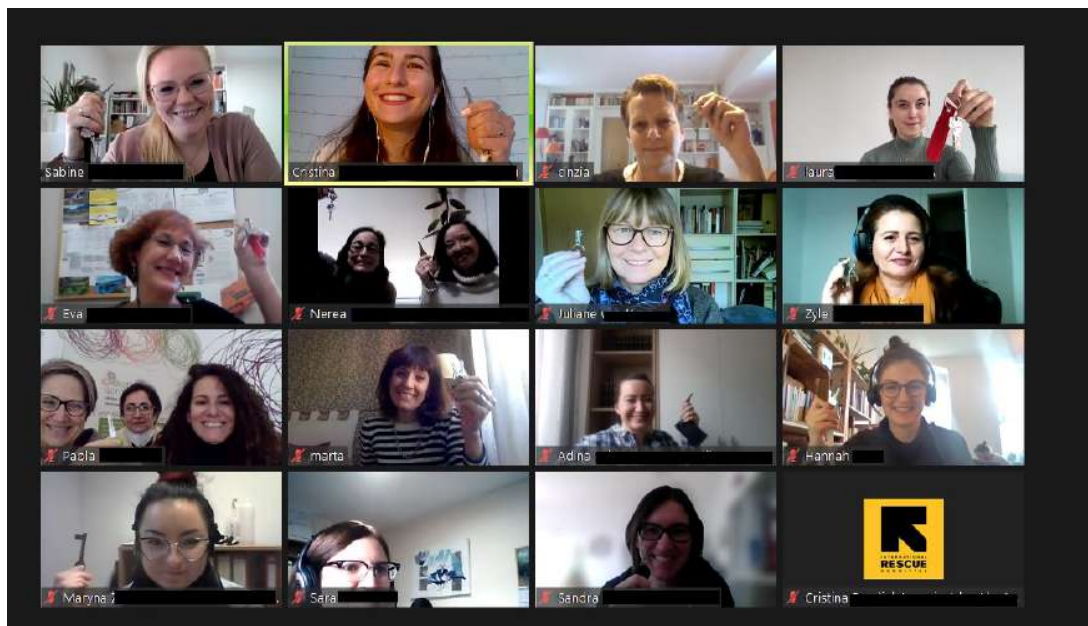 Sabine
Cristina
cinzia
laura
Eva
Nerea
Juliane
Zyle
Paola
marta
Adina
Hannah
Maryna
Sara
Sandra
INTERNATIONAL
RESCUE
COMMITTEE
Cristina